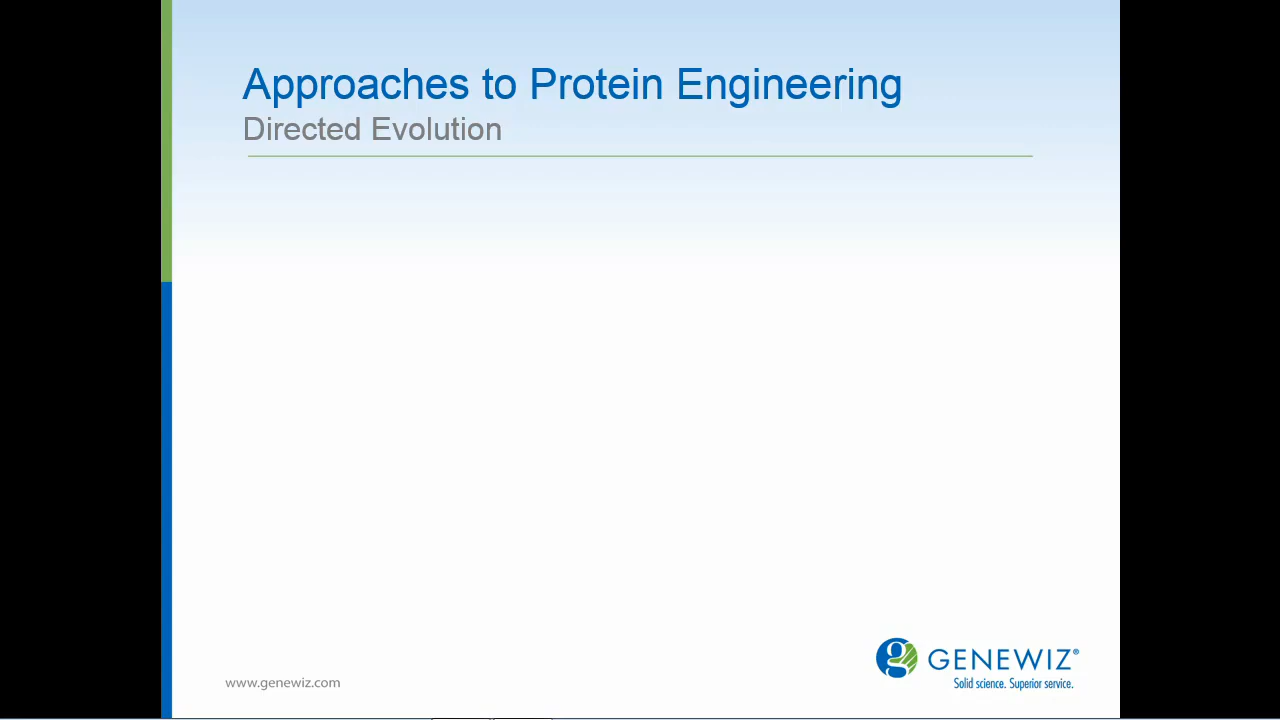 Approaches to Protein Engineering
Directed Evolution
www.genewiz.com
GENEWIZ®
Solid science. Superior service.